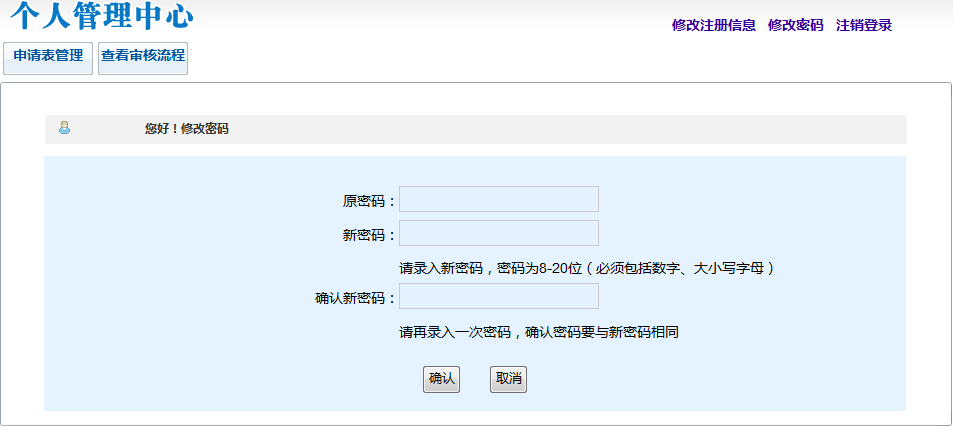 个人管理中心
修改注册信息 修改密码 注销登录
申请表管理 查看审核流程
您好！修改密码
原密码：
新密码：
请录入新密码，密码为8-20位（必须包括数字、大小写字母）
确认新密码：
请再录入一次密码，确认密码要与新密码相同
确认 取消